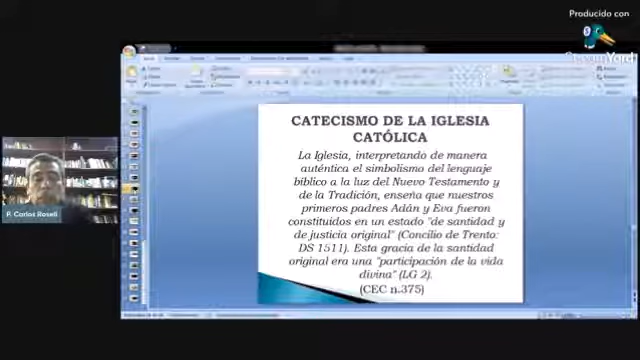 Producido con
StreamYard
CATECISMO DE LA IGLESIA
CATÓLICA
La Iglesia, interpretando de manera
auténtica el simbolismo del lenguaje
bíblico a la luz del Nuevo Testamento y
de la Tradición, enseña que nuestros
primeros padres Adán y Eva fueron
constituidos en un estado "de santidad y
de justicia original" (Concilio de Trento:
DS 1511). Esta gracia de la santidad
original era una "participación de la vida
divina" (LG 2).
(CEC n.375)
P. Carlos Rosell